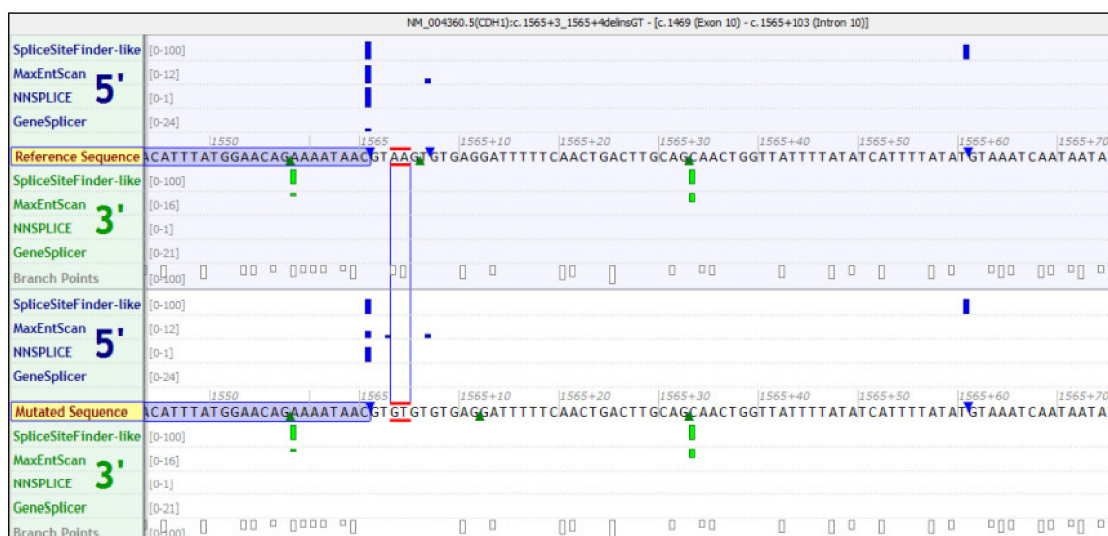 NM_004360.5(CDH1):c.1565+3_1565+4delinsGT - [c.1469 (Exon 10) - c.1565+103 (Intron 10)]
SpliceSiteFinder-like [0-100]
MaxEntScan [0-12]
5'
NNSPLICE [0-1]
GeneSplicer [0-24]
1550 1565 1565+10 1565+20 1565+30 1565+40 1565+50 1565+60 1565+70
Reference Sequence ACATTTATGGAACAGAAAATAACGTAAGTGTGAGGATTTTTCAACTGACTTGCAGCAACTGGTTATTTTATATCATTTTATATGTAAATCAATAATA
SpliceSiteFinder-like [0-100]
MaxEntScan [0-16]
3'
NNSPLICE [0-1]
GeneSplicer [0-21]
Branch Points [0-100]
SpliceSiteFinder-like [0-100]
MaxEntScan [0-12]
5'
NNSPLICE [0-1]
GeneSplicer [0-24]
1550 1565 1565+10 1565+20 1565+30 1565+40 1565+50 1565+60 1565+70
Mutated Sequence ACATTTATGGAACAGAAAATAACGTGTGTGTGAGGATTTTTCAACTGACTTGCAGCAACTGGTTATTTTATATCATTTTATATGTAAATCAATAATA
SpliceSiteFinder-like [0-100]
MaxEntScan [0-16]
3'
NNSPLICE [0-1]
GeneSplicer [0-21]
Branch Points [0-100]